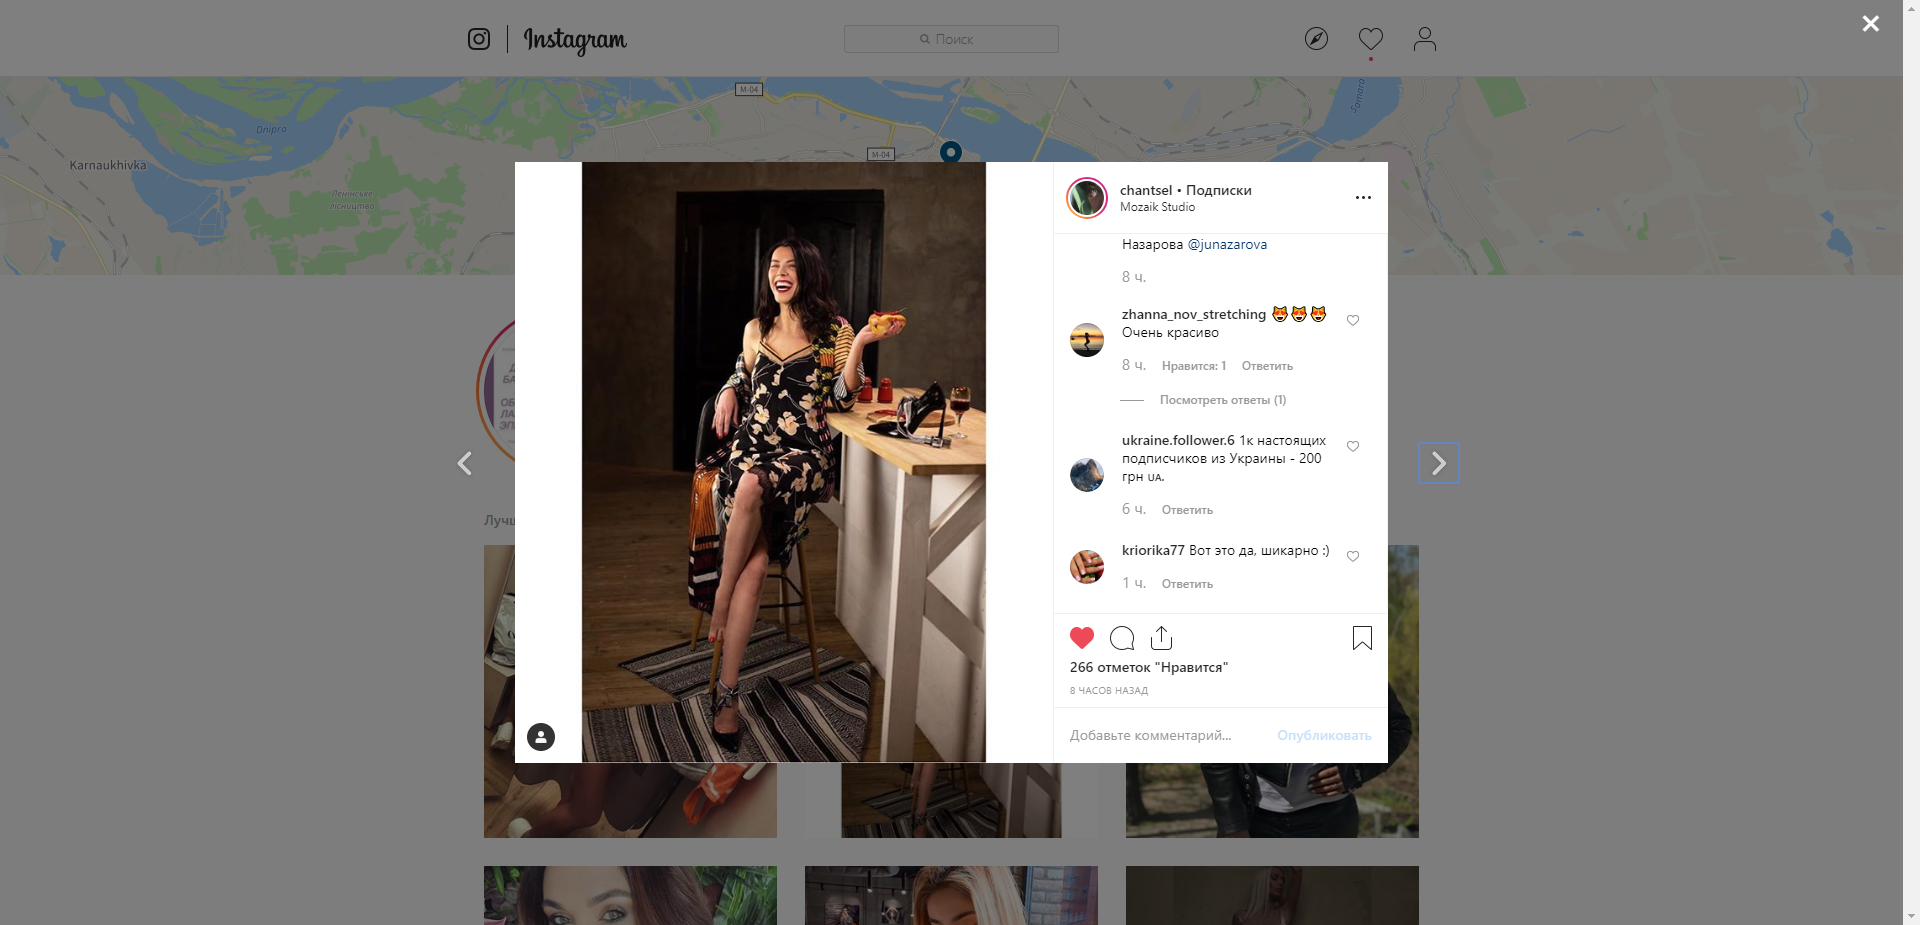 Instagram
Поиск
M-04
Dnipro
Karnaukhivka
M-04
Ленінське
лісництво
Samara
chantsel • Подписки
Mozaik Studio
Назарова @junazarova
8 ч.
zhanna_nov_stretching 😻😻😻
Очень красиво
8 ч. Нравится: 1 Ответить
Посмотреть ответы (1)
ukraine.follower.6 1к настоящих
подписчиков из Украины - 200
грн UA.
6 ч. Ответить
kriorika77 Вот это да, шикарно :)
1 ч. Ответить
266 отметок "Нравится"
8 ЧАСОВ НАЗАД
Добавьте комментарий... Опубликовать